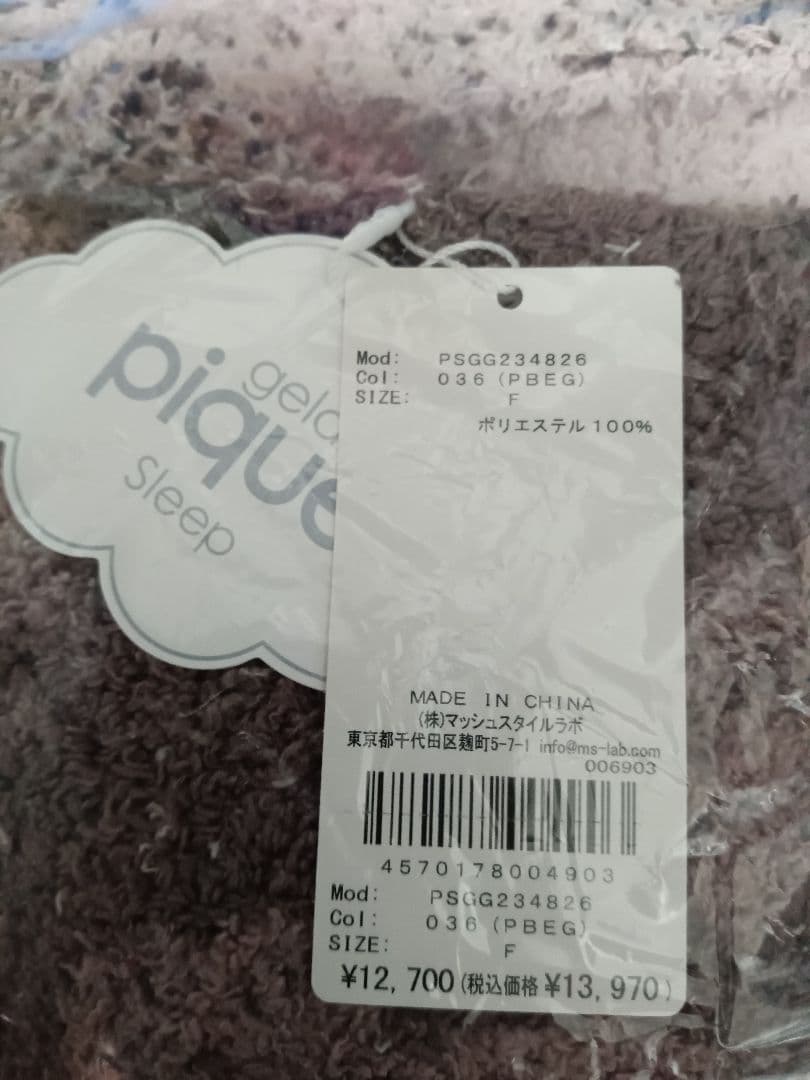 gela
pique
sleep
Mod: PSGG234826
Col: 036 (PBEG)
SIZE: F
ポリエステル100%
MADE IN CHINA
(株)マッシュスタイルラボ
東京都千代田区麹町5-7-1 info@ms-lab.com
006903
4570178004903
Mod: PSGG234826
Col: 036 (PBEG)
SIZE: F
¥12,700(税込価格 ¥13,970)